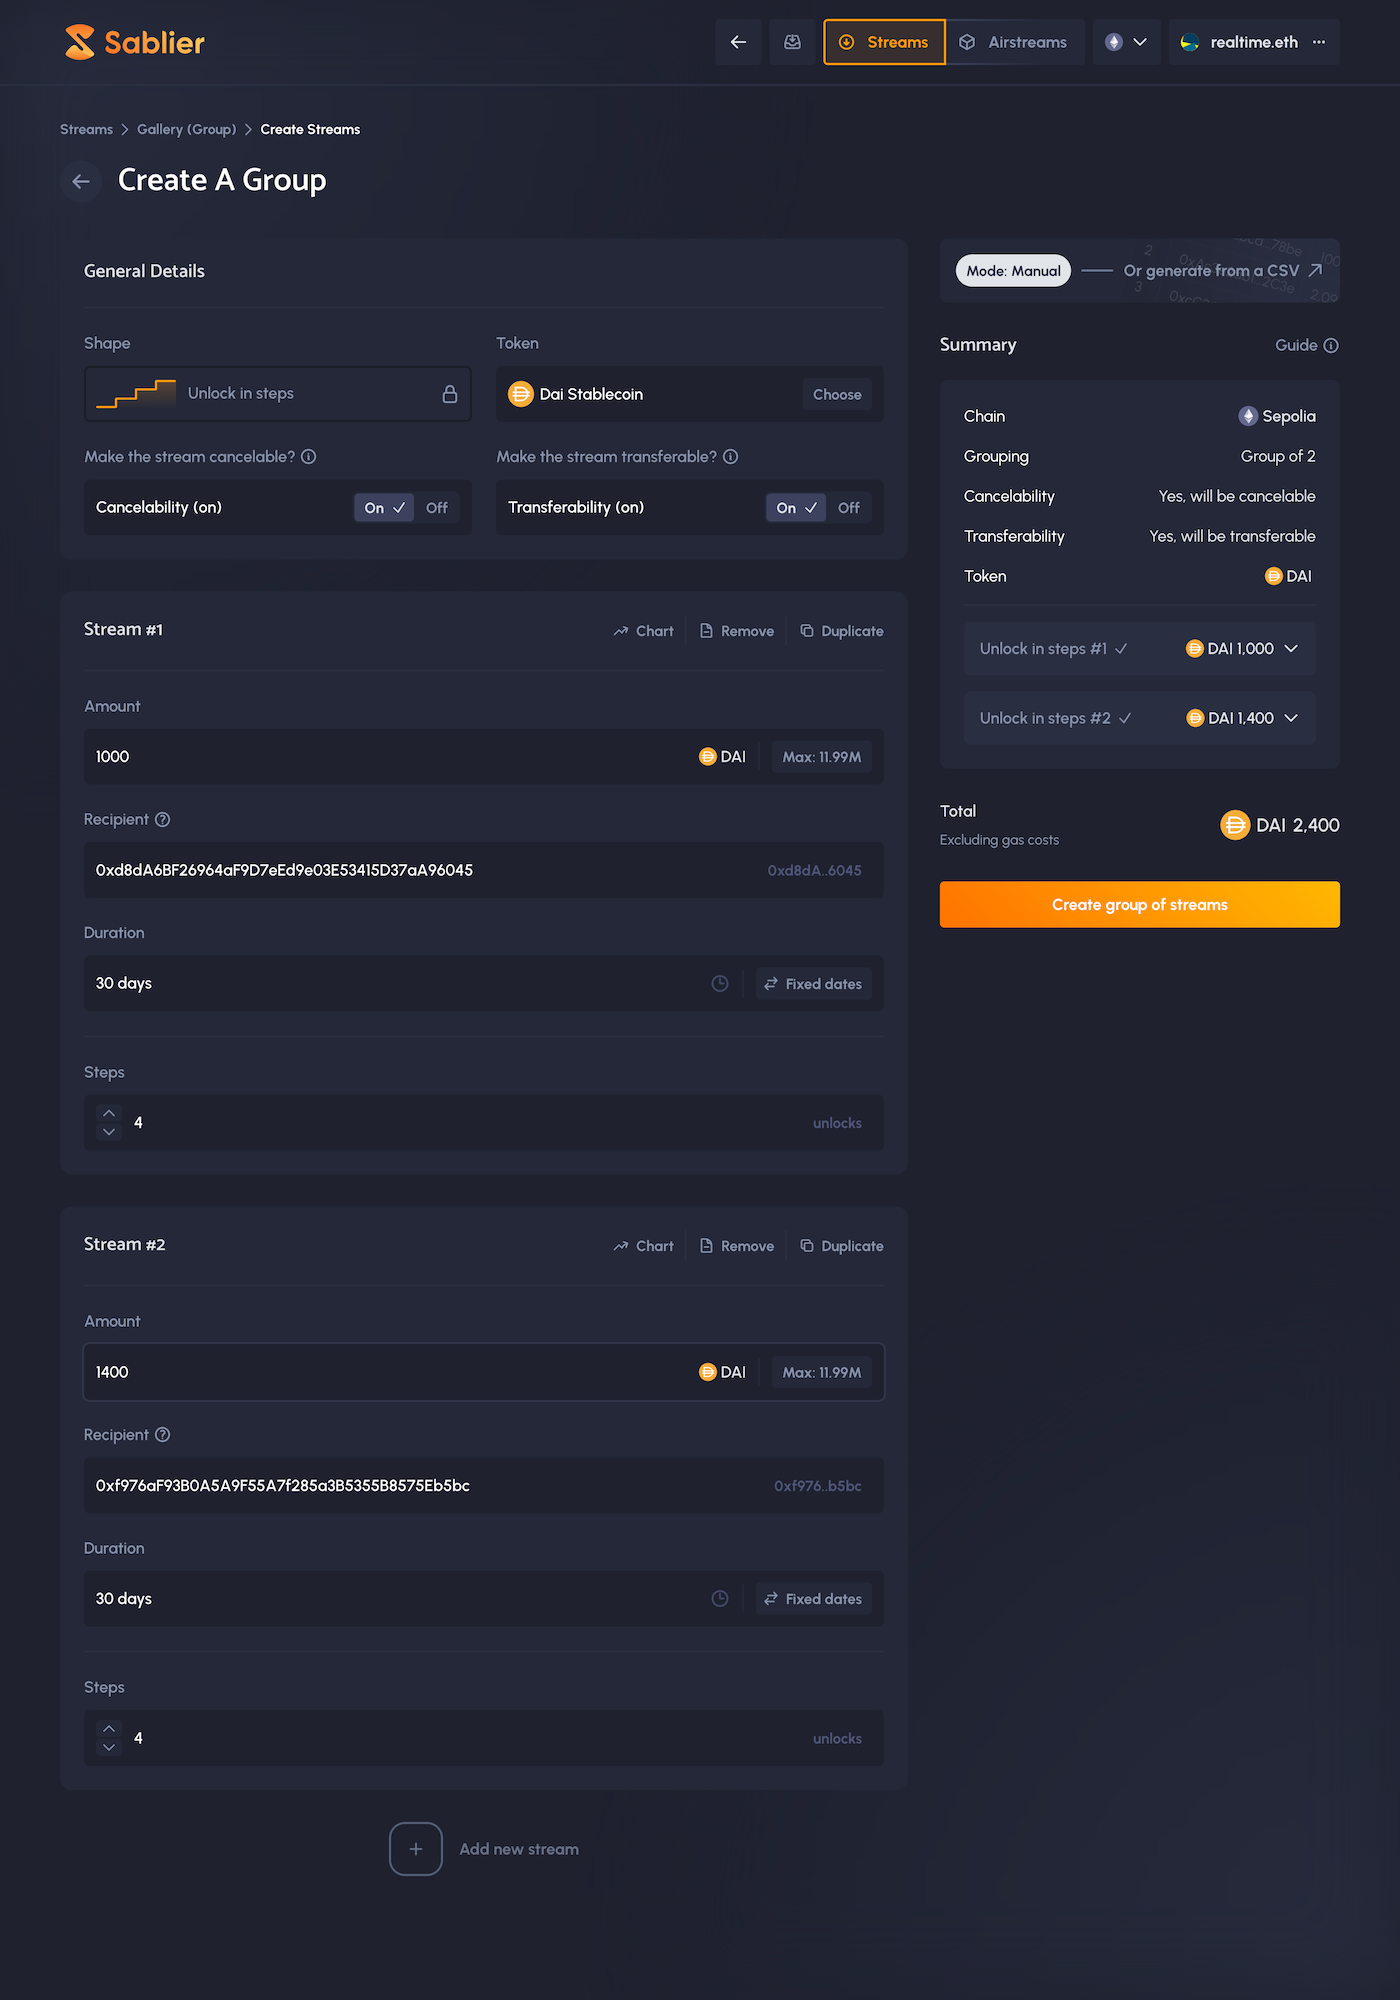 Sablier
Streams
Airstreams
realtime.eth
Streams > Gallery (Group) > Create Streams
Create A Group
General Details
Shape
Unlock in steps
Token
Dai Stablecoin
Choose
Make the stream cancelable?
Cancelability (on)
On
Off
Make the stream transferable?
Transferability (on)
On
Off
Stream #1
Chart
Remove
Duplicate
Amount
1000
DAI
Max: 11.99M
Recipient
0xd8dA6BF26964aF9D7eEd9e03E53415D37aA96045
0xd8dA..6045
Duration
30 days
Fixed dates
Steps
4
unlocks
Stream #2
Chart
Remove
Duplicate
Amount
1400
DAI
Max: 11.99M
Recipient
0xf976aF93B0A5A9F55A7f285a3B5355B8575Eb5bc
0xf976..b5bc
Duration
30 days
Fixed dates
Steps
4
unlocks
Add new stream
Mode: Manual
Or generate from a CSV
Summary
Guide
Chain
Sepolia
Grouping
Group of 2
Cancelability
Yes, will be cancelable
Transferability
Yes, will be transferable
Token
DAI
Unlock in steps #1
DAI 1,000
Unlock in steps #2
DAI 1,400
Total
Excluding gas costs
DAI 2,400
Create group of streams